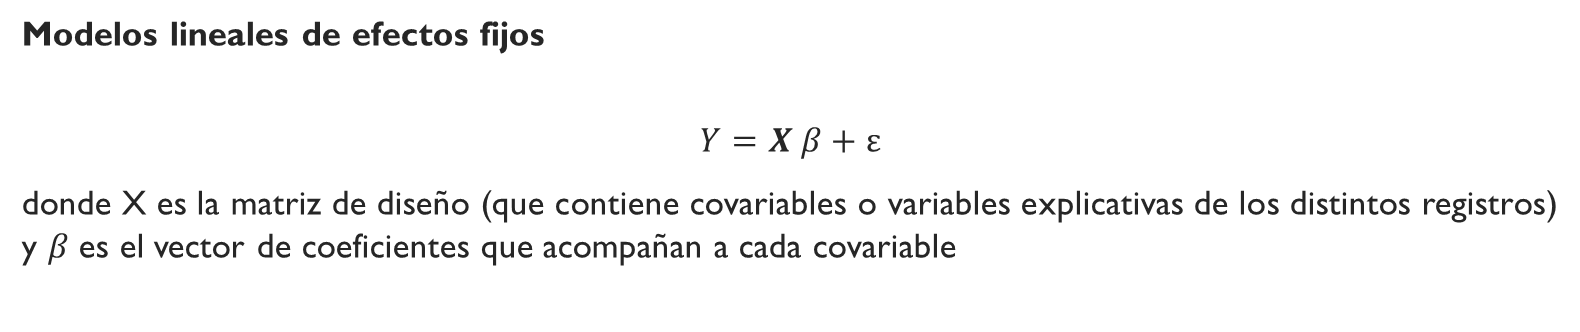 Modelos lineales de efectos fijos
Y = X β + ε
donde X es la matriz de diseño (que contiene covariables o variables explicativas de los distintos registros)
y β es el vector de coeficientes que acompañan a cada covariable